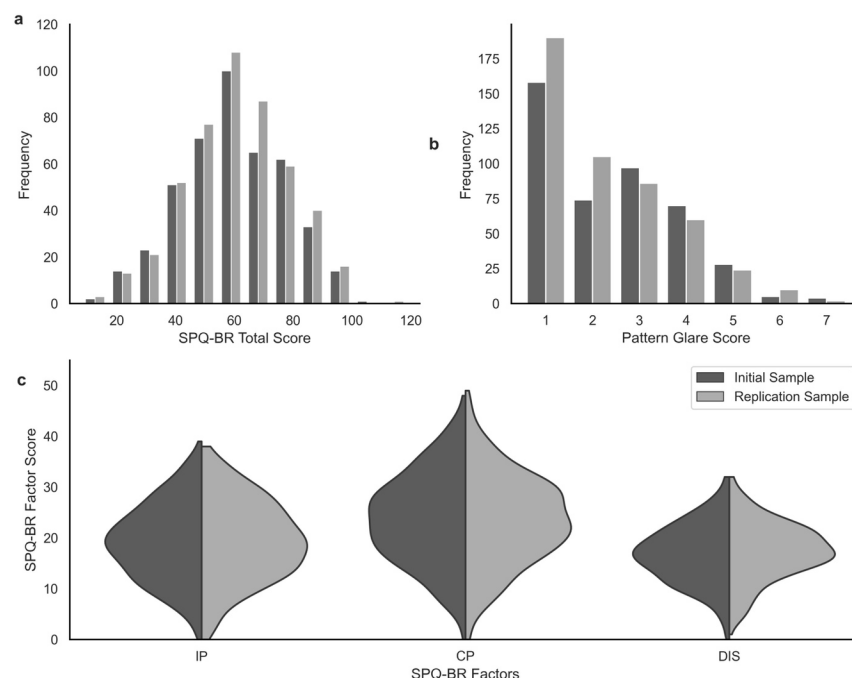 a
120
100
80
60
40
20
0
Frequency
20 40 60 80 100 120
SPQ-BR Total Score
b
175
150
125
100
75
50
25
0
Frequency
1 2 3 4 5 6 7
Pattern Glare Score
c
Initial Sample
Replication Sample
50
40
30
20
10
0
SPQ-BR Factor Score
IP CP DIS
SPQ-BR Factors